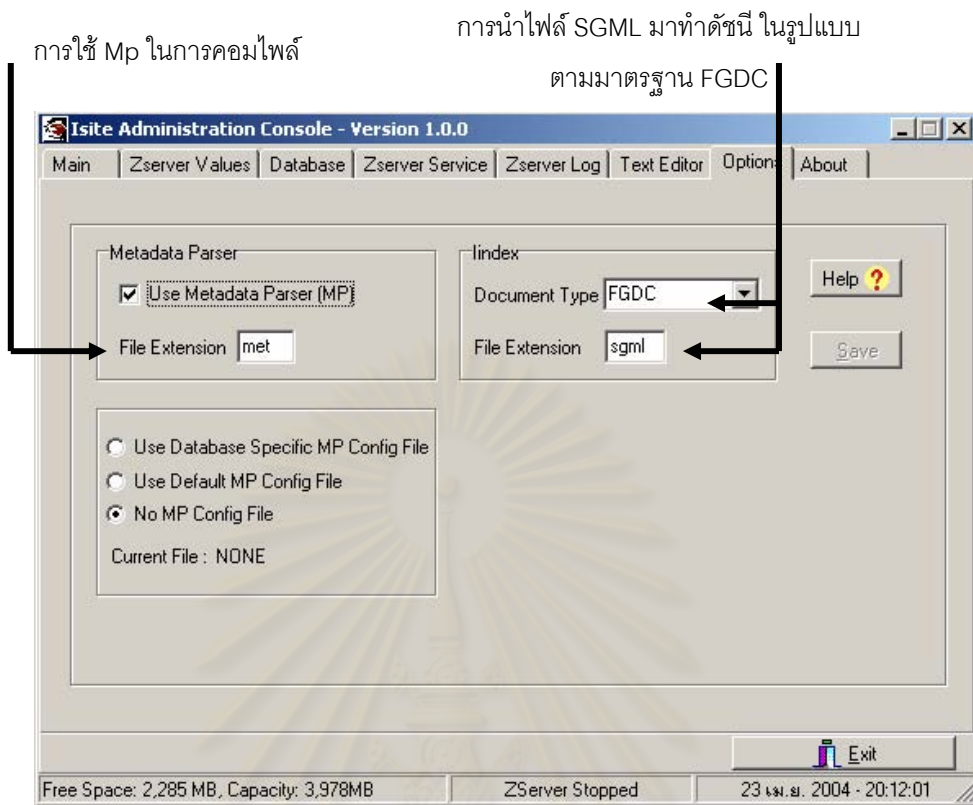 การใช้ Mp ในการคอมไพล์
การนำไฟล์ SGML มาทำดัชนี ในรูปแบบ
ตามมาตรฐาน FGDC
Isite Administration Console - Version 1.0.0
Main Zserver Values Database Zserver Service Zserver Log Text Editor Options About
Metadata Parser
Use Metadata Parser (MP)
File Extension met
Iindex
Document Type FGDC
File Extension sgml
Help ?
Save
Use Database Specific MP Config File
Use Default MP Config File
No MP Config File
Current File : NONE
Exit
Free Space: 2,285 MB, Capacity: 3,978MB ZServer Stopped 23 เม.ย. 2004 - 20:12:01